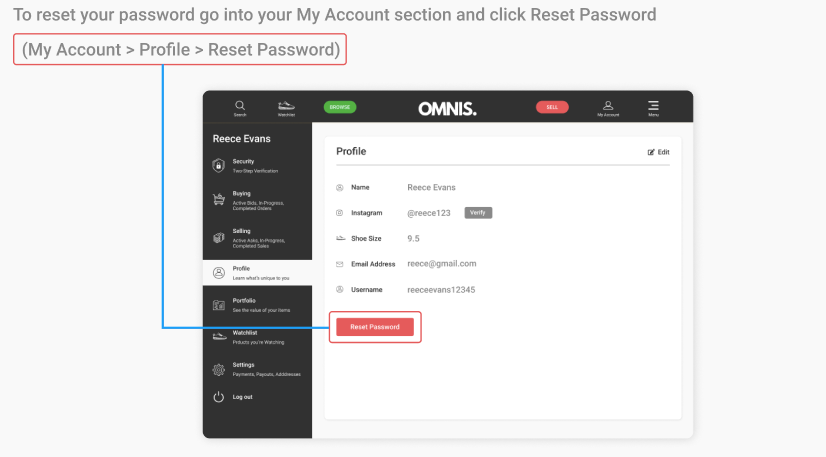 To reset your password go into your My Account section and click Reset Password
(My Account > Profile > Reset Password)
Search
Watchlist
BROWSE
OMNIS.
SELL
My Account
Menu
Reece Evans
Security
Two-Step Verification
Buying
Active Bids, In-Progress,
Completed Orders
Selling
Active Asks, In-Progress,
Completed Sales
Profile
Learn what's unique to you
Portfolio
See the value of your items
Watchlist
Prducts you're Watching
Settings
Payments, Payouts, Adddresses
Log out
Profile
Edit
Name Reece Evans
Instagram @reece123 Verify
Shoe Size 9.5
Email Address reece@gmail.com
Username reeceevans12345
Reset Password